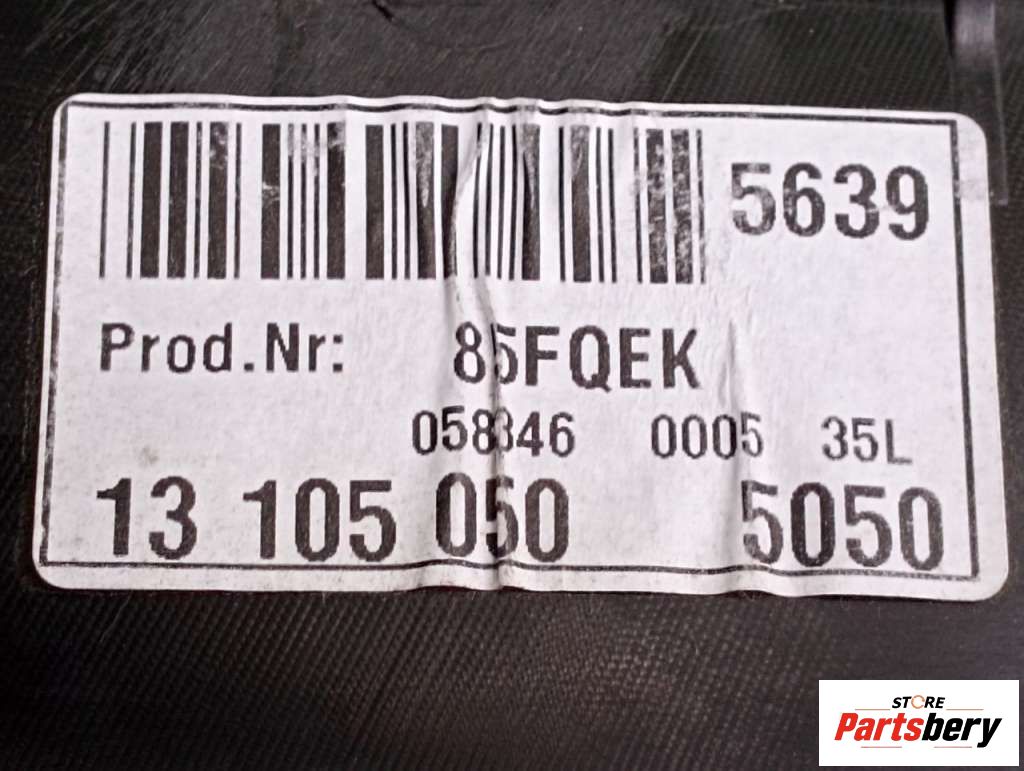 5639
Prod.Nr: 85FQEK
058346 0005 35L
13 105 050 5050
STORE
Partsbery